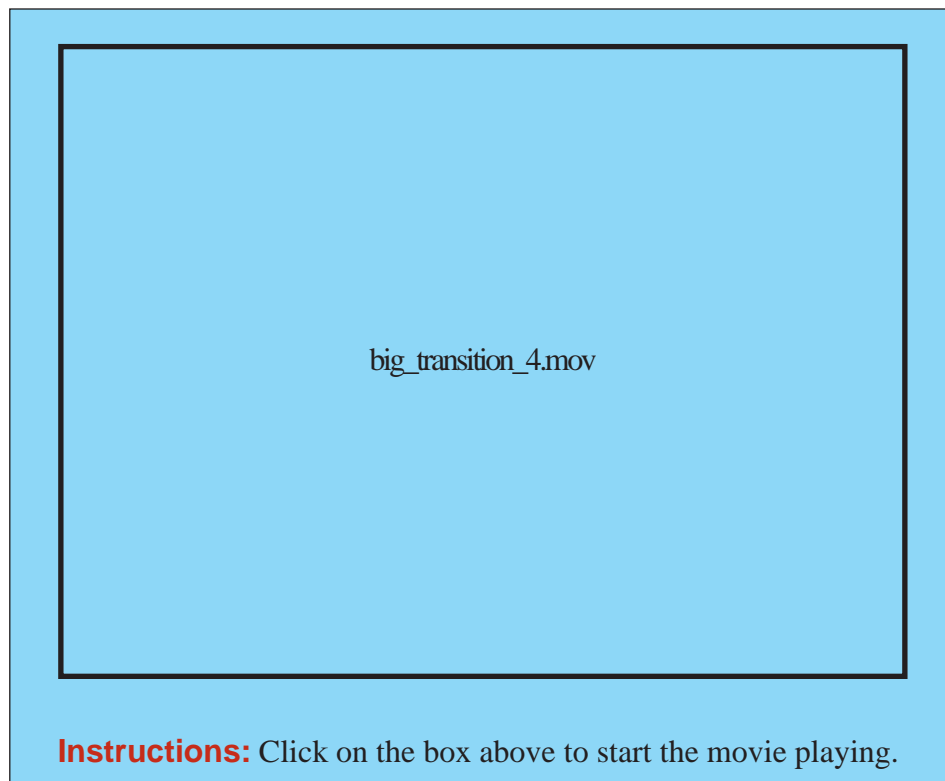 big_transition_4.mov
Instructions: Click on the box above to start the movie playing.